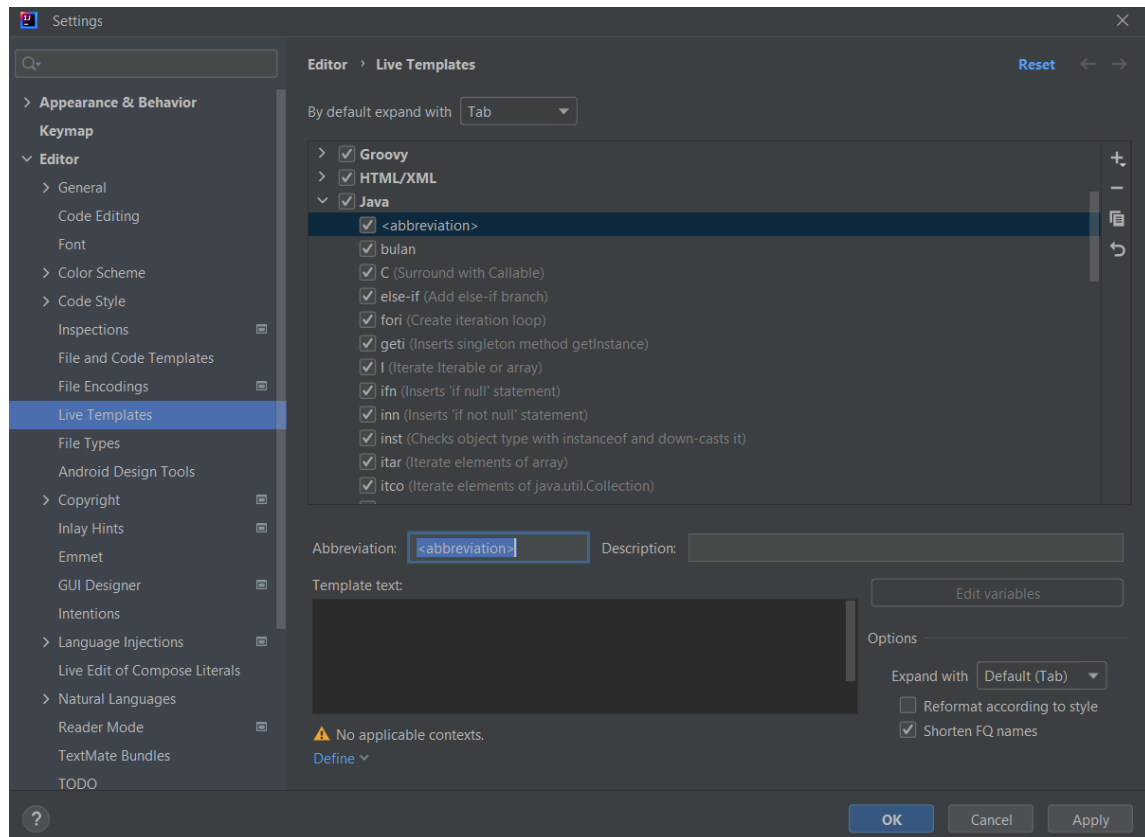 Settings
Editor › Live Templates
Reset
By default expand with Tab
Appearance & Behavior
Keymap
Editor
General
Code Editing
Font
Color Scheme
Code Style
Inspections
File and Code Templates
File Encodings
Live Templates
File Types
Android Design Tools
Copyright
Inlay Hints
Emmet
GUI Designer
Intentions
Language Injections
Live Edit of Compose Literals
Natural Languages
Reader Mode
TextMate Bundles
TODO
Groovy
HTML/XML
Java
<abbreviation>
bulan
C (Surround with Callable)
else-if (Add else-if branch)
fori (Create iteration loop)
geti (Inserts singleton method getInstance)
I (Iterate Iterable or array)
ifn (Inserts 'if null' statement)
inn (Inserts 'if not null' statement)
inst (Checks object type with instanceof and down-casts it)
itar (Iterate elements of array)
itco (Iterate elements of java.util.Collection)
Abbreviation: <abbreviation> Description:
Template text:
Edit variables
Options
Expand with Default (Tab)
Reformat according to style
Shorten FQ names
No applicable contexts.
Define
?
OK Cancel Apply